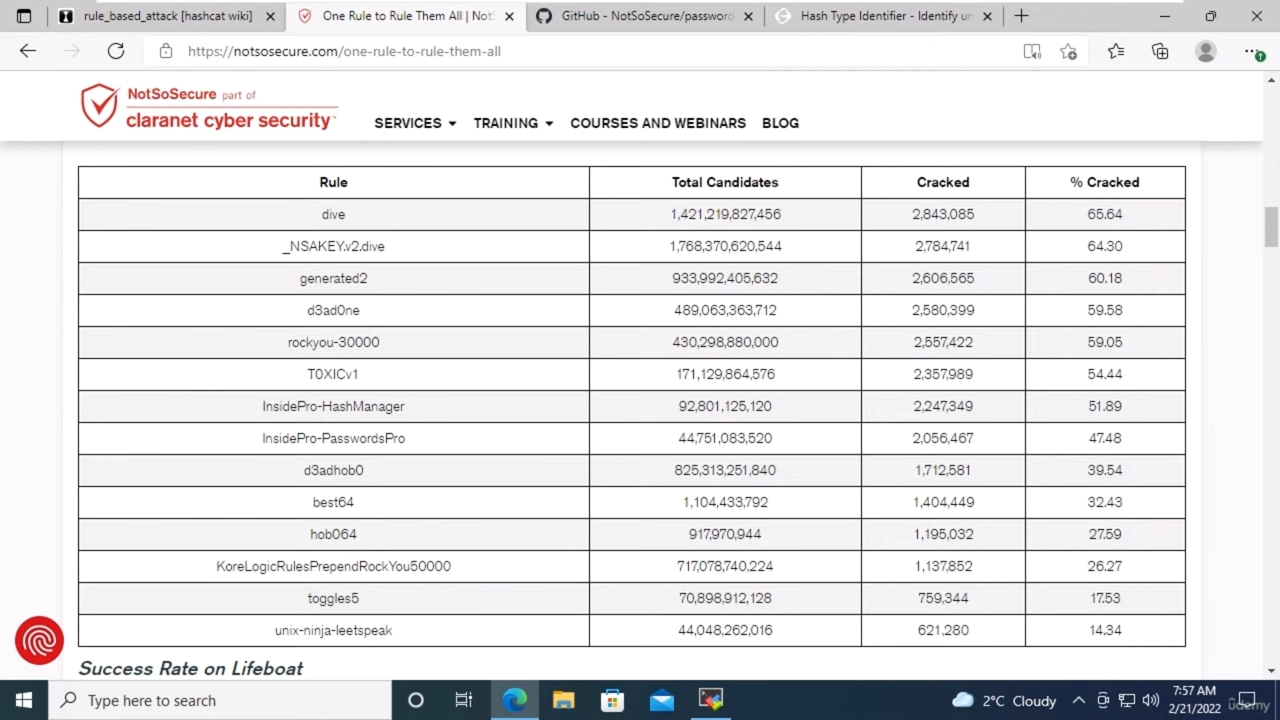 rule_based_attack [hashcat wiki]
One Rule to Rule Them All | Not
GitHub - NotSoSecure/password
Hash Type Identifier - Identify un
https://notsosecure.com/one-rule-to-rule-them-all
NotSoSecure part of
claranet cyber security
SERVICES TRAINING COURSES AND WEBINARS BLOG
Rule Total Candidates Cracked % Cracked
dive 1,421,219,827,456 2,843,085 65.64
_NSAKEY.v2.dive 1,768,370,620,544 2,784,741 64.30
generated2 933,992,405,632 2,606,565 60.18
d3ad0ne 489,063,363,712 2,580,399 59.58
rockyou-30000 430,298,880,000 2,557,422 59.05
T0XICv1 171,129,864,576 2,357,989 54.44
InsidePro-HashManager 92,801,125,120 2,247,349 51.89
InsidePro-PasswordsPro 44,751,083,520 2,056,467 47.48
d3adhob0 825,313,251,840 1,712,581 39.54
best64 1,104,433,792 1,404,449 32.43
hob064 917,970,944 1,195,032 27.59
KoreLogicRulesPrependRockYou50000 717,078,740,224 1,137,852 26.27
toggles5 70,898,912,128 759,344 17.53
unix-ninja-leetspeak 44,048,262,016 621,280 14.34
Success Rate on Lifeboat
Type here to search
2°C Cloudy
7:57 AM
2/21/2022
udemy